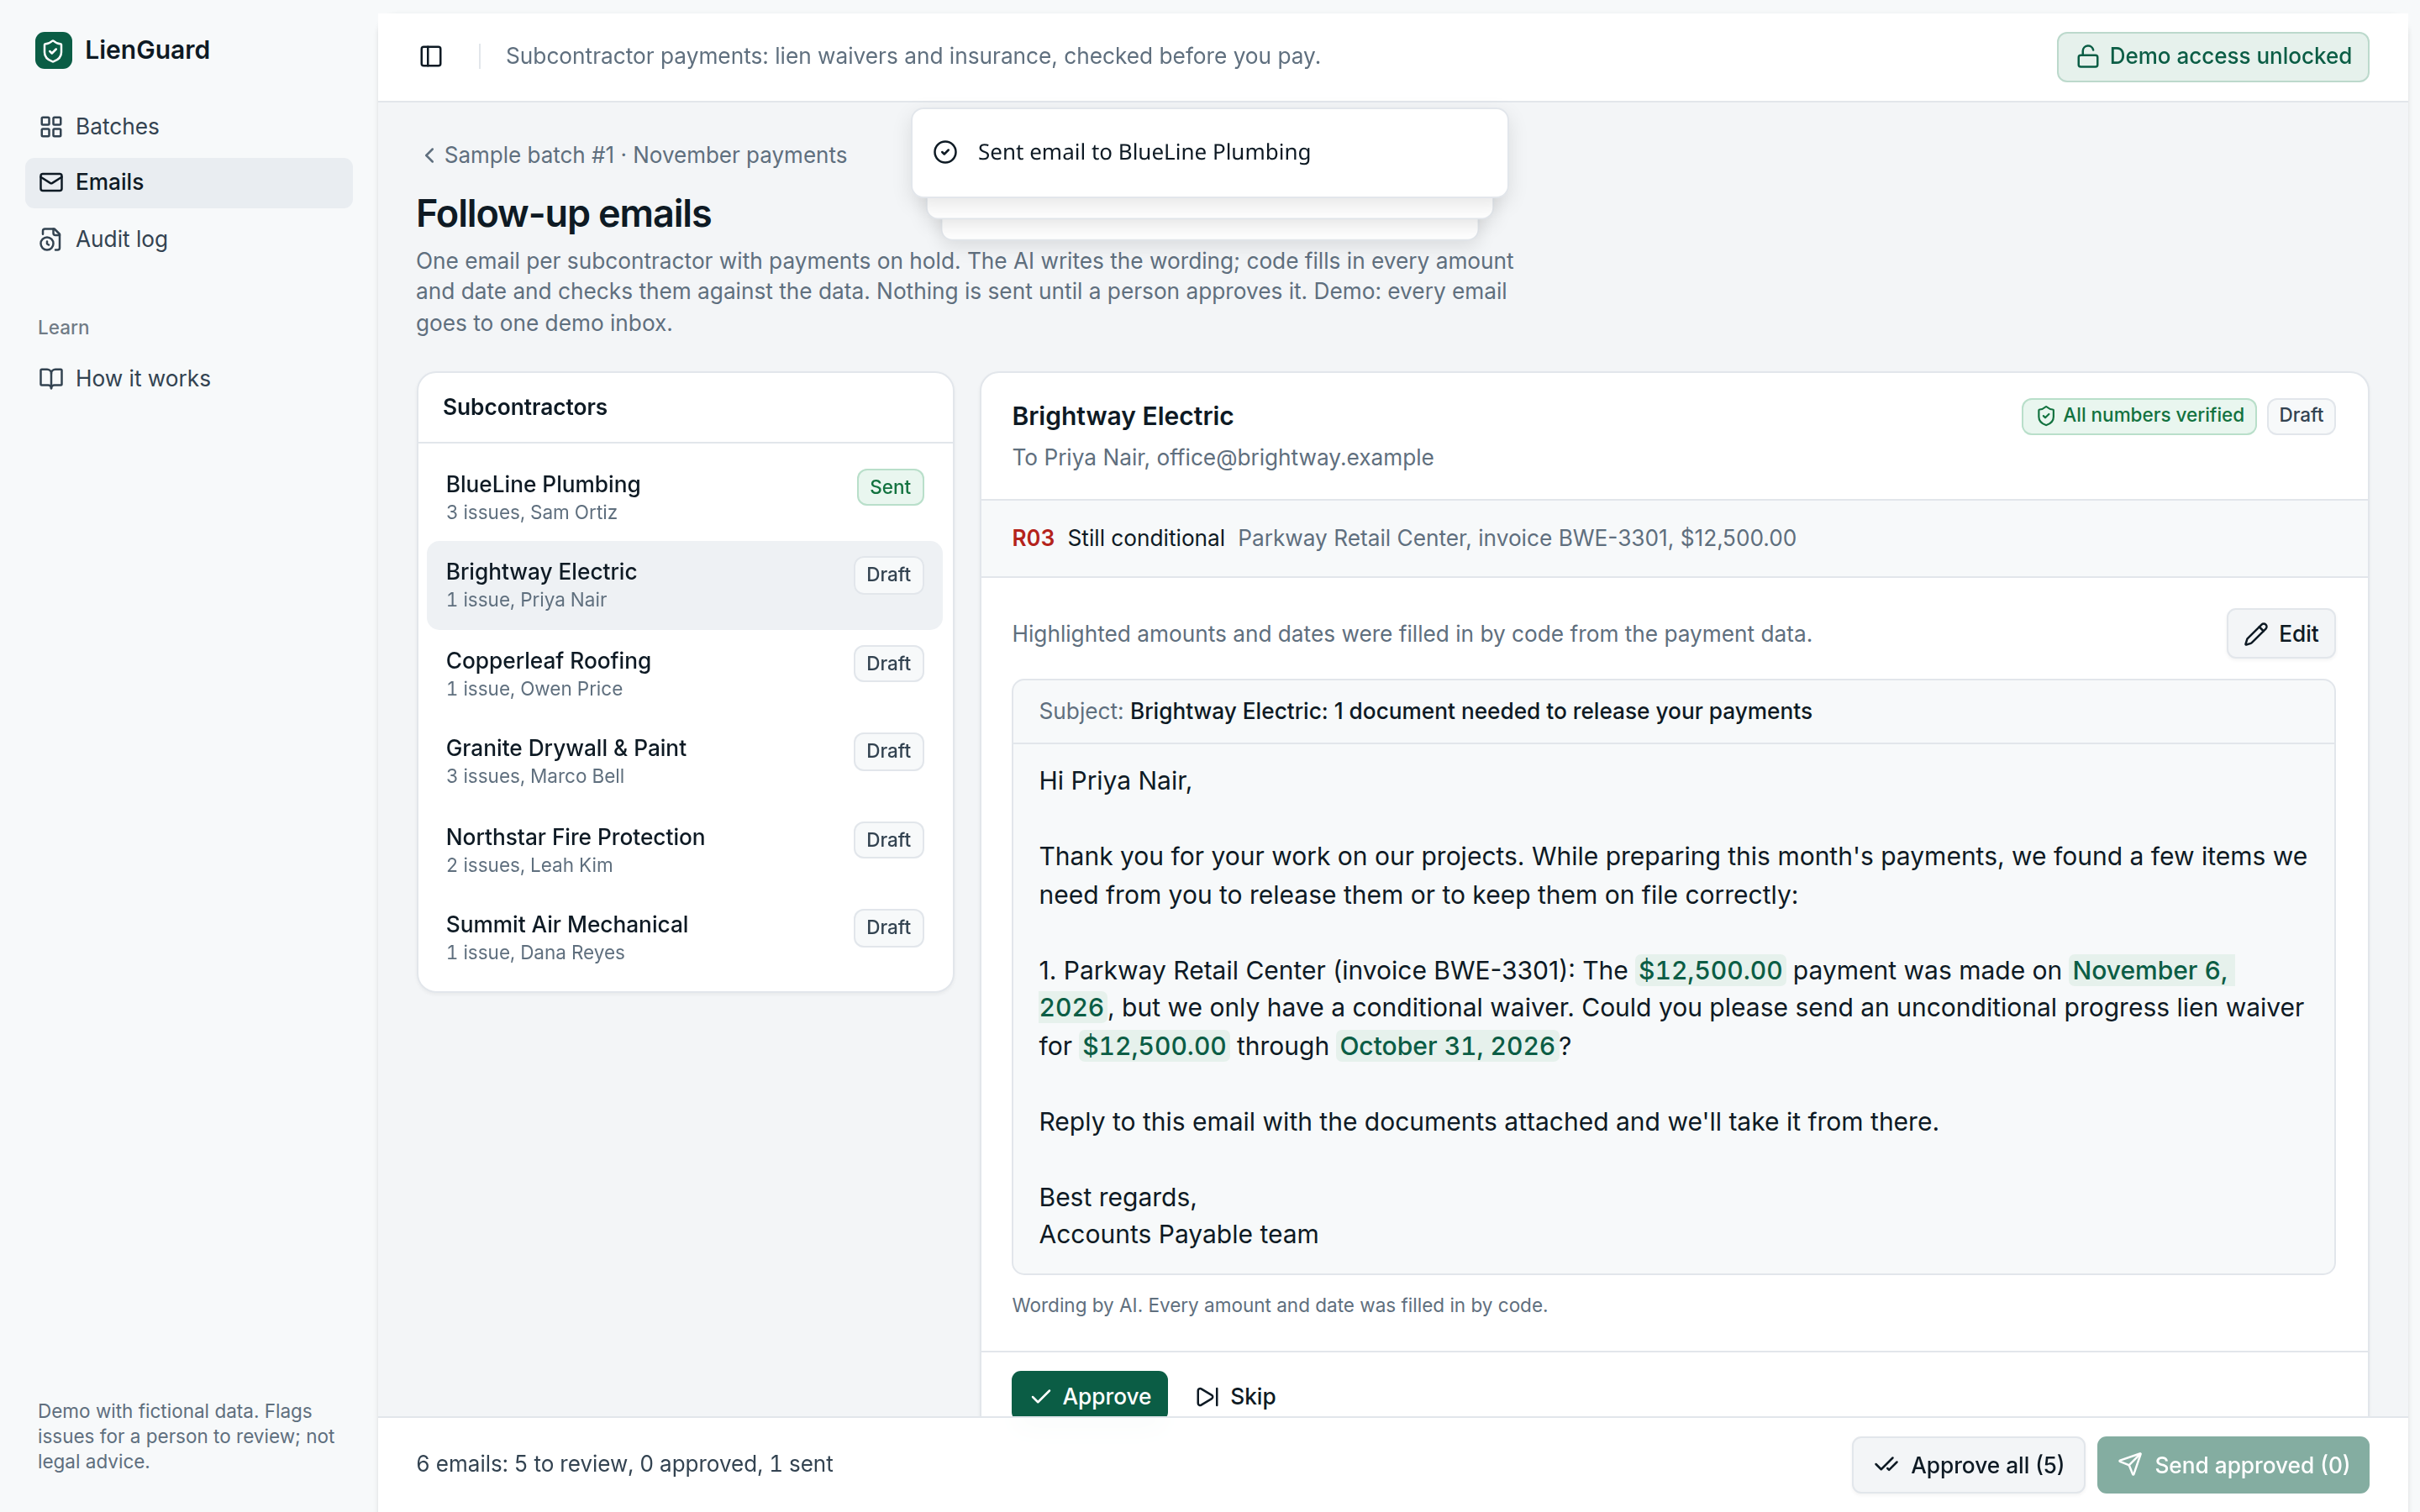 LienGuard
Batches
Emails
Audit log
Learn
How it works
Demo with fictional data. Flags
issues for a person to review; not
legal advice.
Subcontractor payments: lien waivers and insurance, checked before you pay.
Demo access unlocked
Sent email to BlueLine Plumbing
Sample batch #1 · November payments
Follow-up emails
One email per subcontractor with payments on hold. The AI writes the wording; code fills in every amount
and date and checks them against the data. Nothing is sent until a person approves it. Demo: every email
goes to one demo inbox.
Subcontractors
BlueLine Plumbing
Sent
3 issues, Sam Ortiz
Brightway Electric
Draft
1 issue, Priya Nair
Copperleaf Roofing
Draft
1 issue, Owen Price
Granite Drywall & Paint
Draft
3 issues, Marco Bell
Northstar Fire Protection
Draft
2 issues, Leah Kim
Summit Air Mechanical
Draft
1 issue, Dana Reyes
Brightway Electric
All numbers verified
Draft
To Priya Nair, office@brightway.example
R03 Still conditional Parkway Retail Center, invoice BWE-3301, $12,500.00
Highlighted amounts and dates were filled in by code from the payment data.
Edit
Subject: Brightway Electric: 1 document needed to release your payments
Hi Priya Nair,
Thank you for your work on our projects. While preparing this month's payments, we found a few items we
need from you to release them or to keep them on file correctly:
1. Parkway Retail Center (invoice BWE-3301): The $12,500.00 payment was made on November 6,
2026, but we only have a conditional waiver. Could you please send an unconditional progress lien waiver
for $12,500.00 through October 31, 2026?
Reply to this email with the documents attached and we'll take it from there.
Best regards,
Accounts Payable team
Wording by AI. Every amount and date was filled in by code.
Approve
Skip
6 emails: 5 to review, 0 approved, 1 sent
Approve all (5)
Send approved (0)